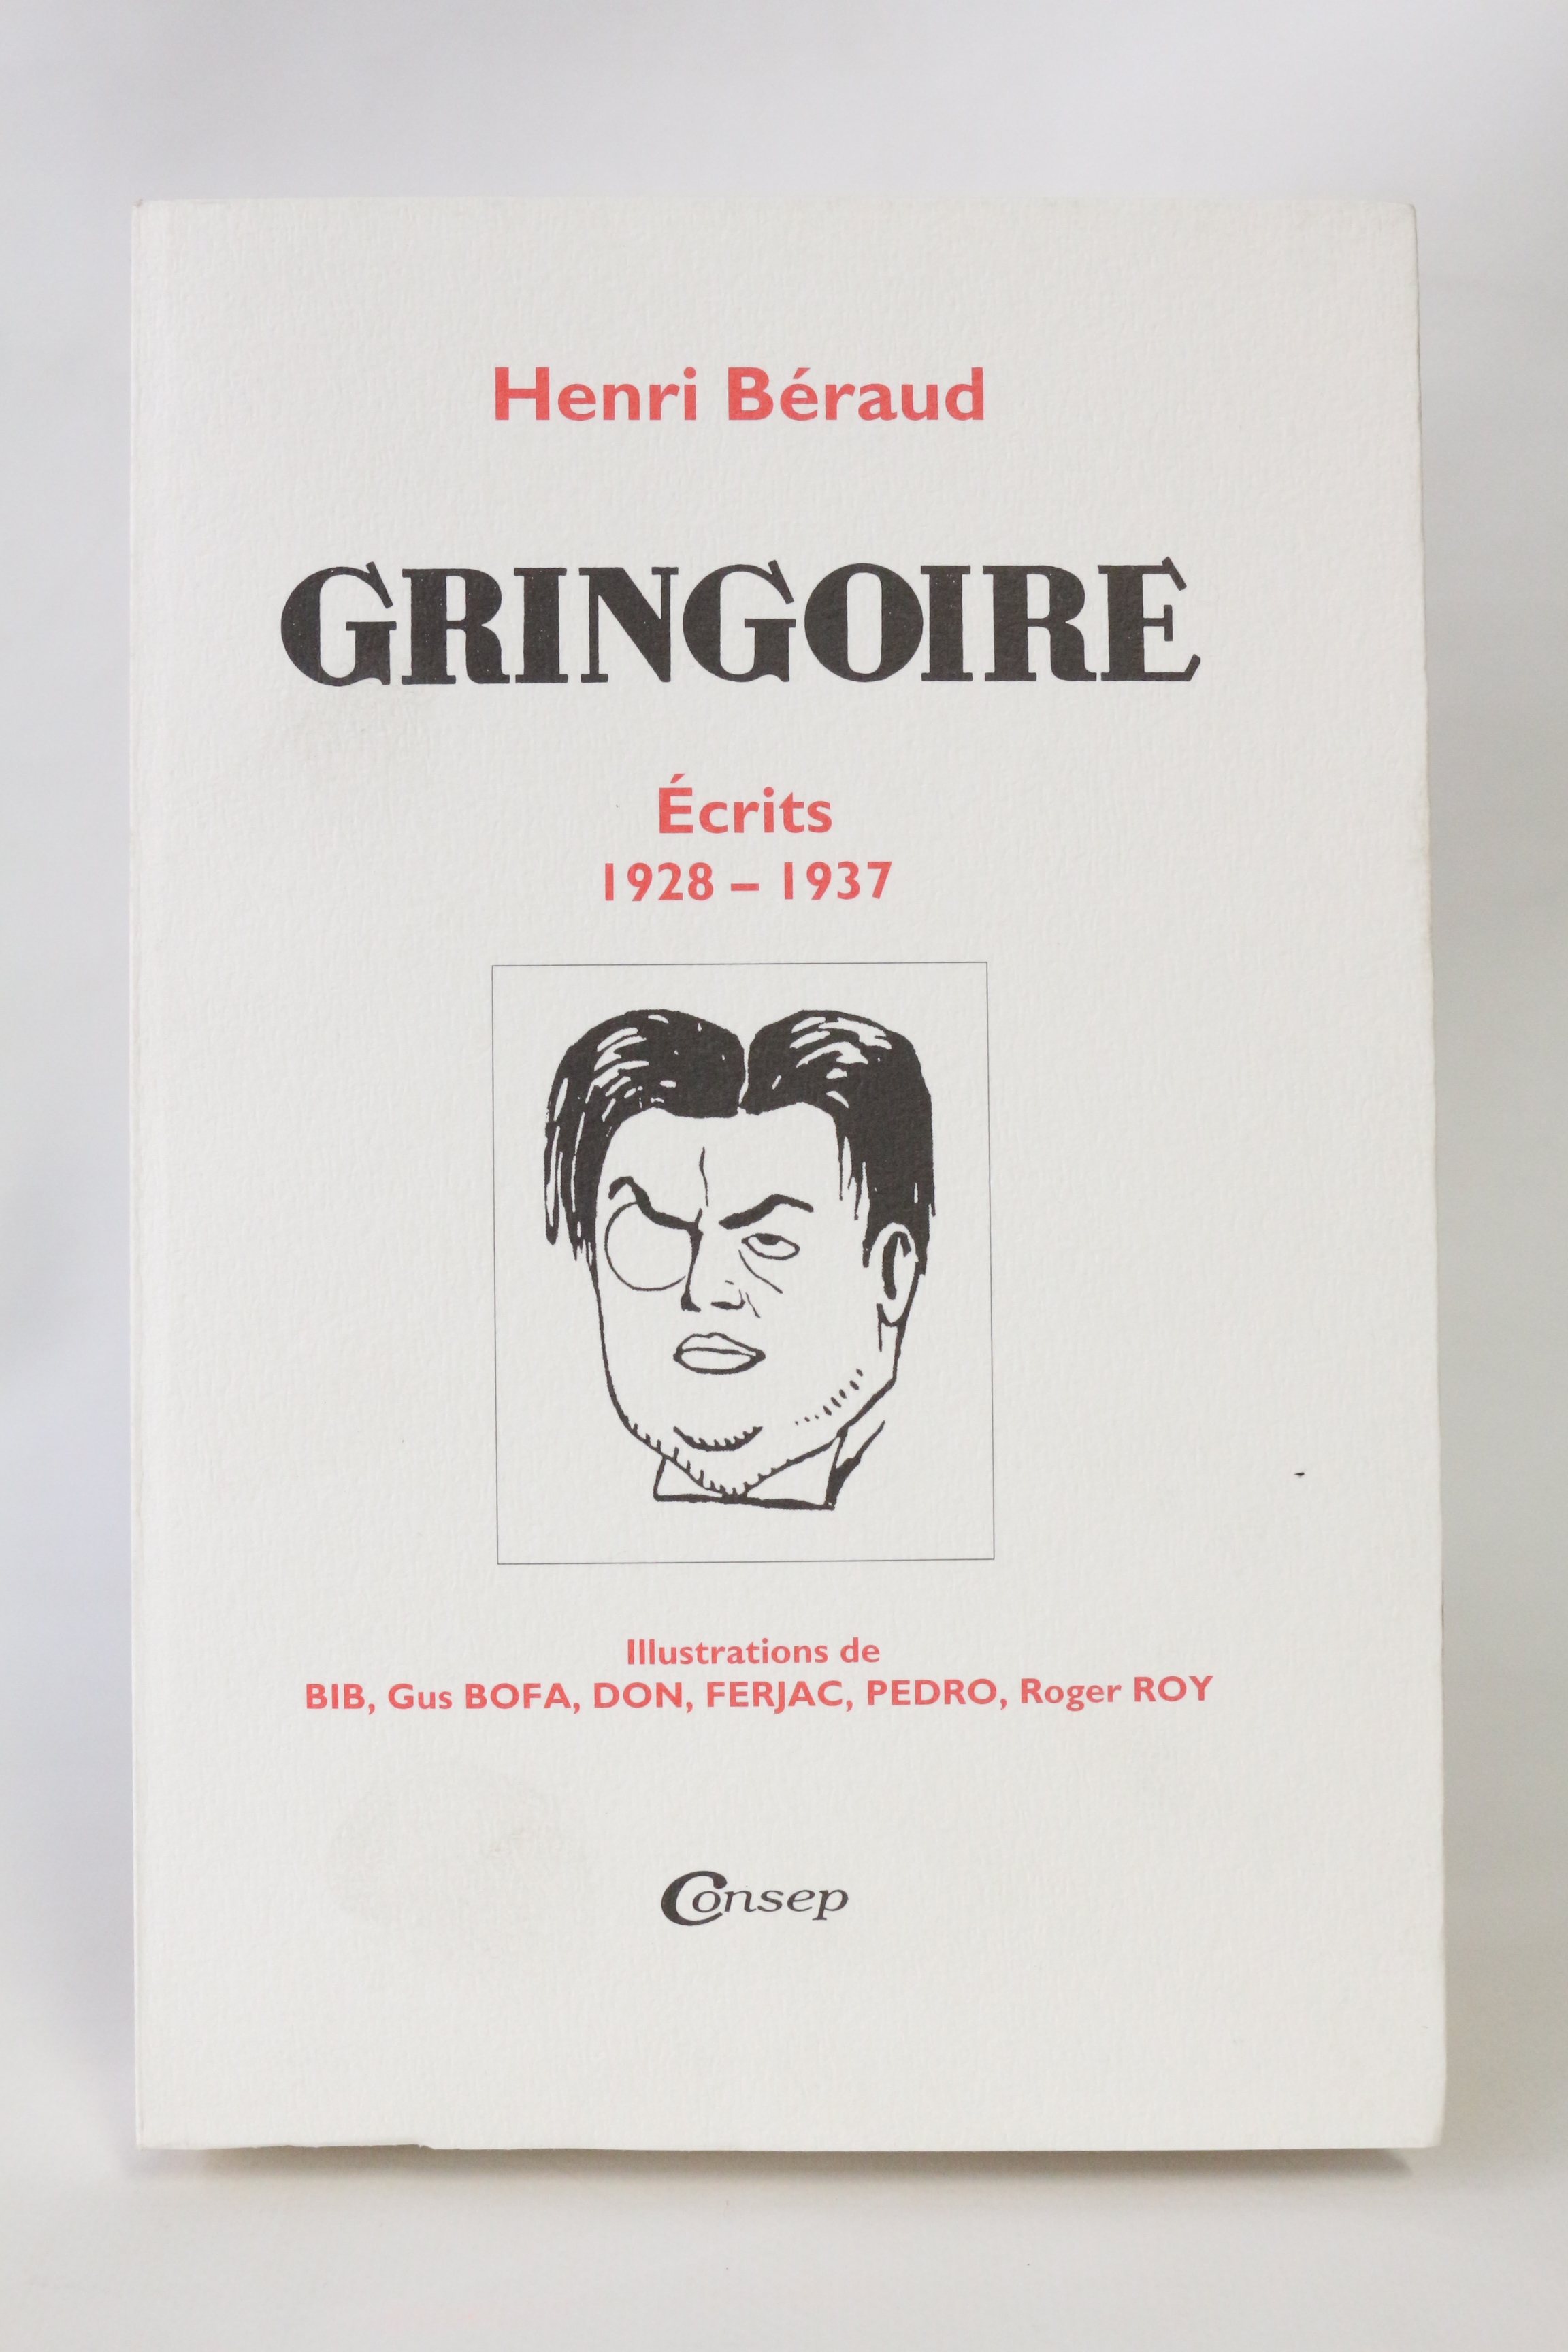 Henri Béraud
GRINGOIRE
Écrits
1928 – 1937
Illustrations de
BIB, Gus BOFA, DON, FERJAC, PEDRO, Roger ROY
Consep